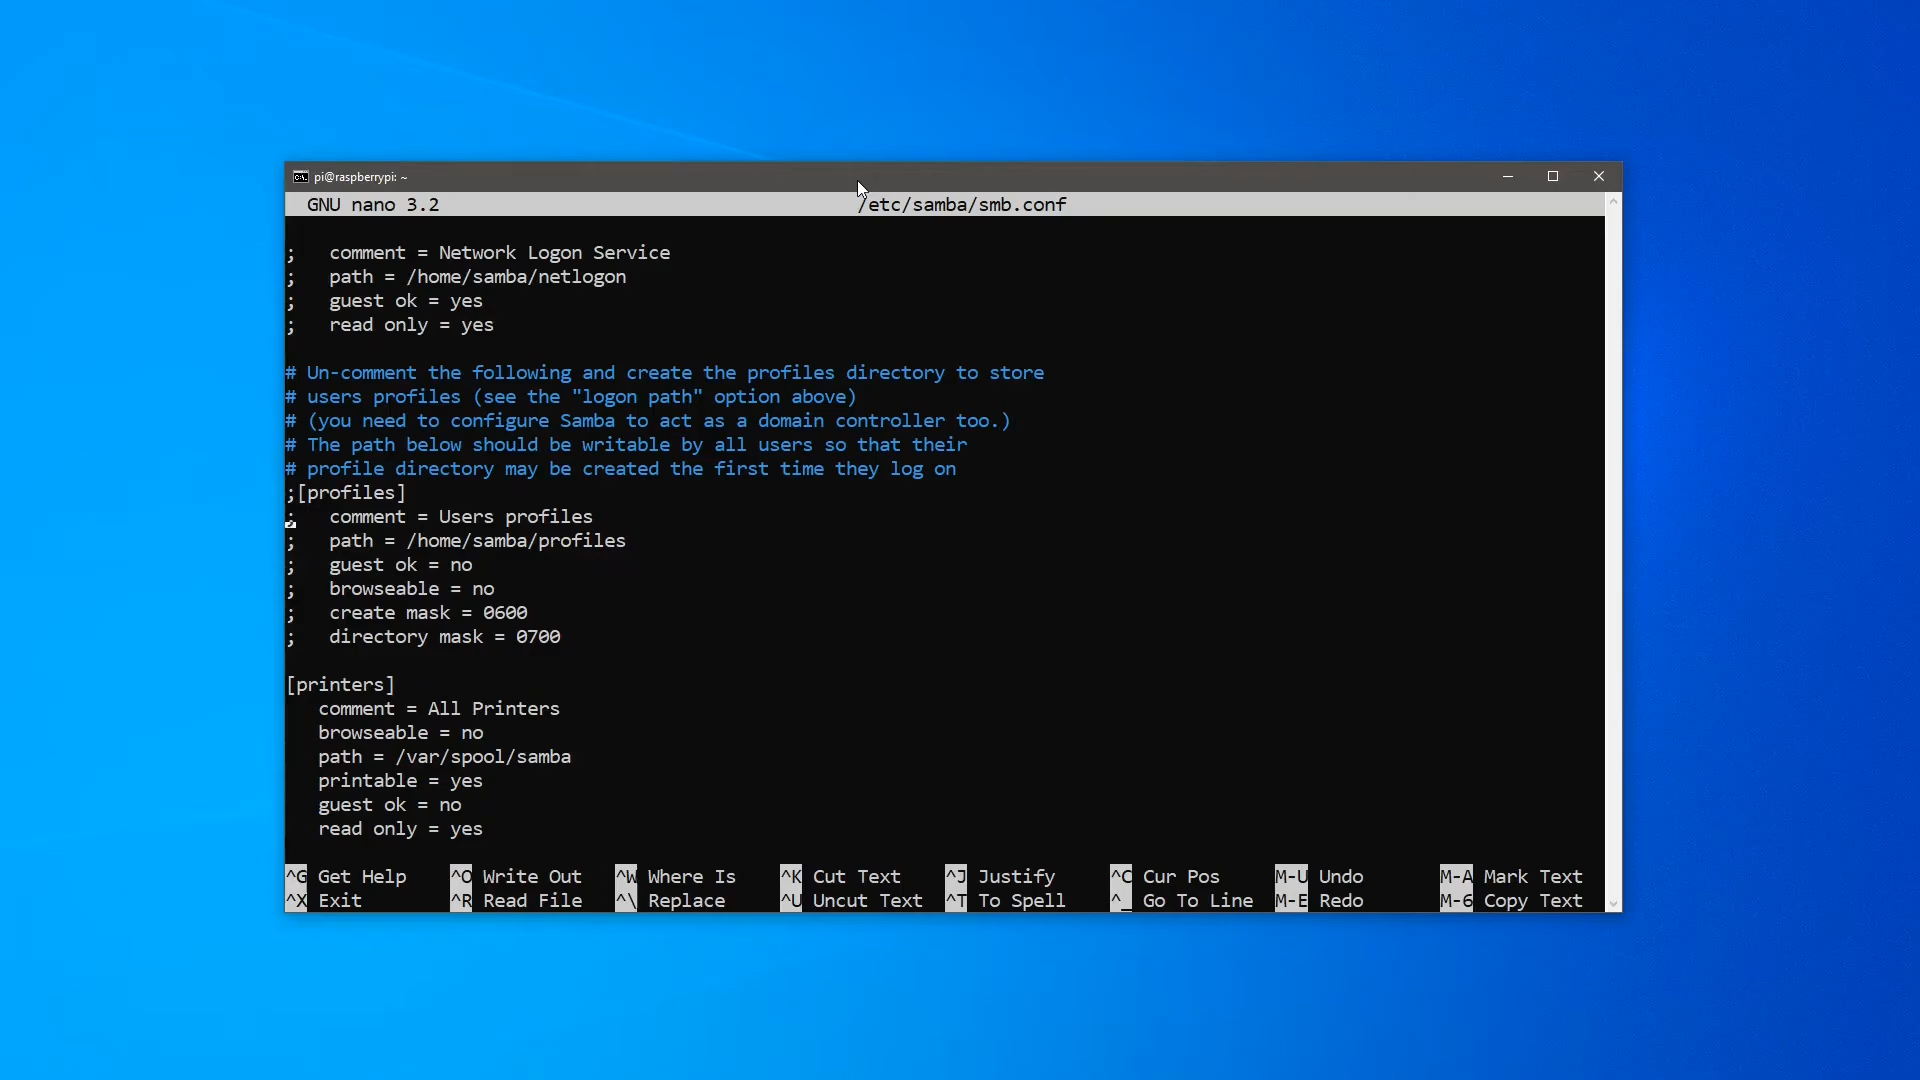 pi@raspberrypi: ~
GNU nano 3.2 /etc/samba/smb.conf
;   comment = Network Logon Service
;   path = /home/samba/netlogon
;   guest ok = yes
;   read only = yes
# Un-comment the following and create the profiles directory to store
# users profiles (see the "logon path" option above)
# (you need to configure Samba to act as a domain controller too.)
# The path below should be writable by all users so that their
# profile directory may be created the first time they log on
;[profiles]
;   comment = Users profiles
;   path = /home/samba/profiles
;   guest ok = no
;   browseable = no
;   create mask = 0600
;   directory mask = 0700
[printers]
   comment = All Printers
   browseable = no
   path = /var/spool/samba
   printable = yes
   guest ok = no
   read only = yes
^G Get Help ^O Write Out ^W Where Is ^K Cut Text ^J Justify ^C Cur Pos M-U Undo M-A Mark Text
^X Exit ^R Read File ^\ Replace ^U Uncut Text ^T To Spell ^_ Go To Line M-E Redo M-6 Copy Text